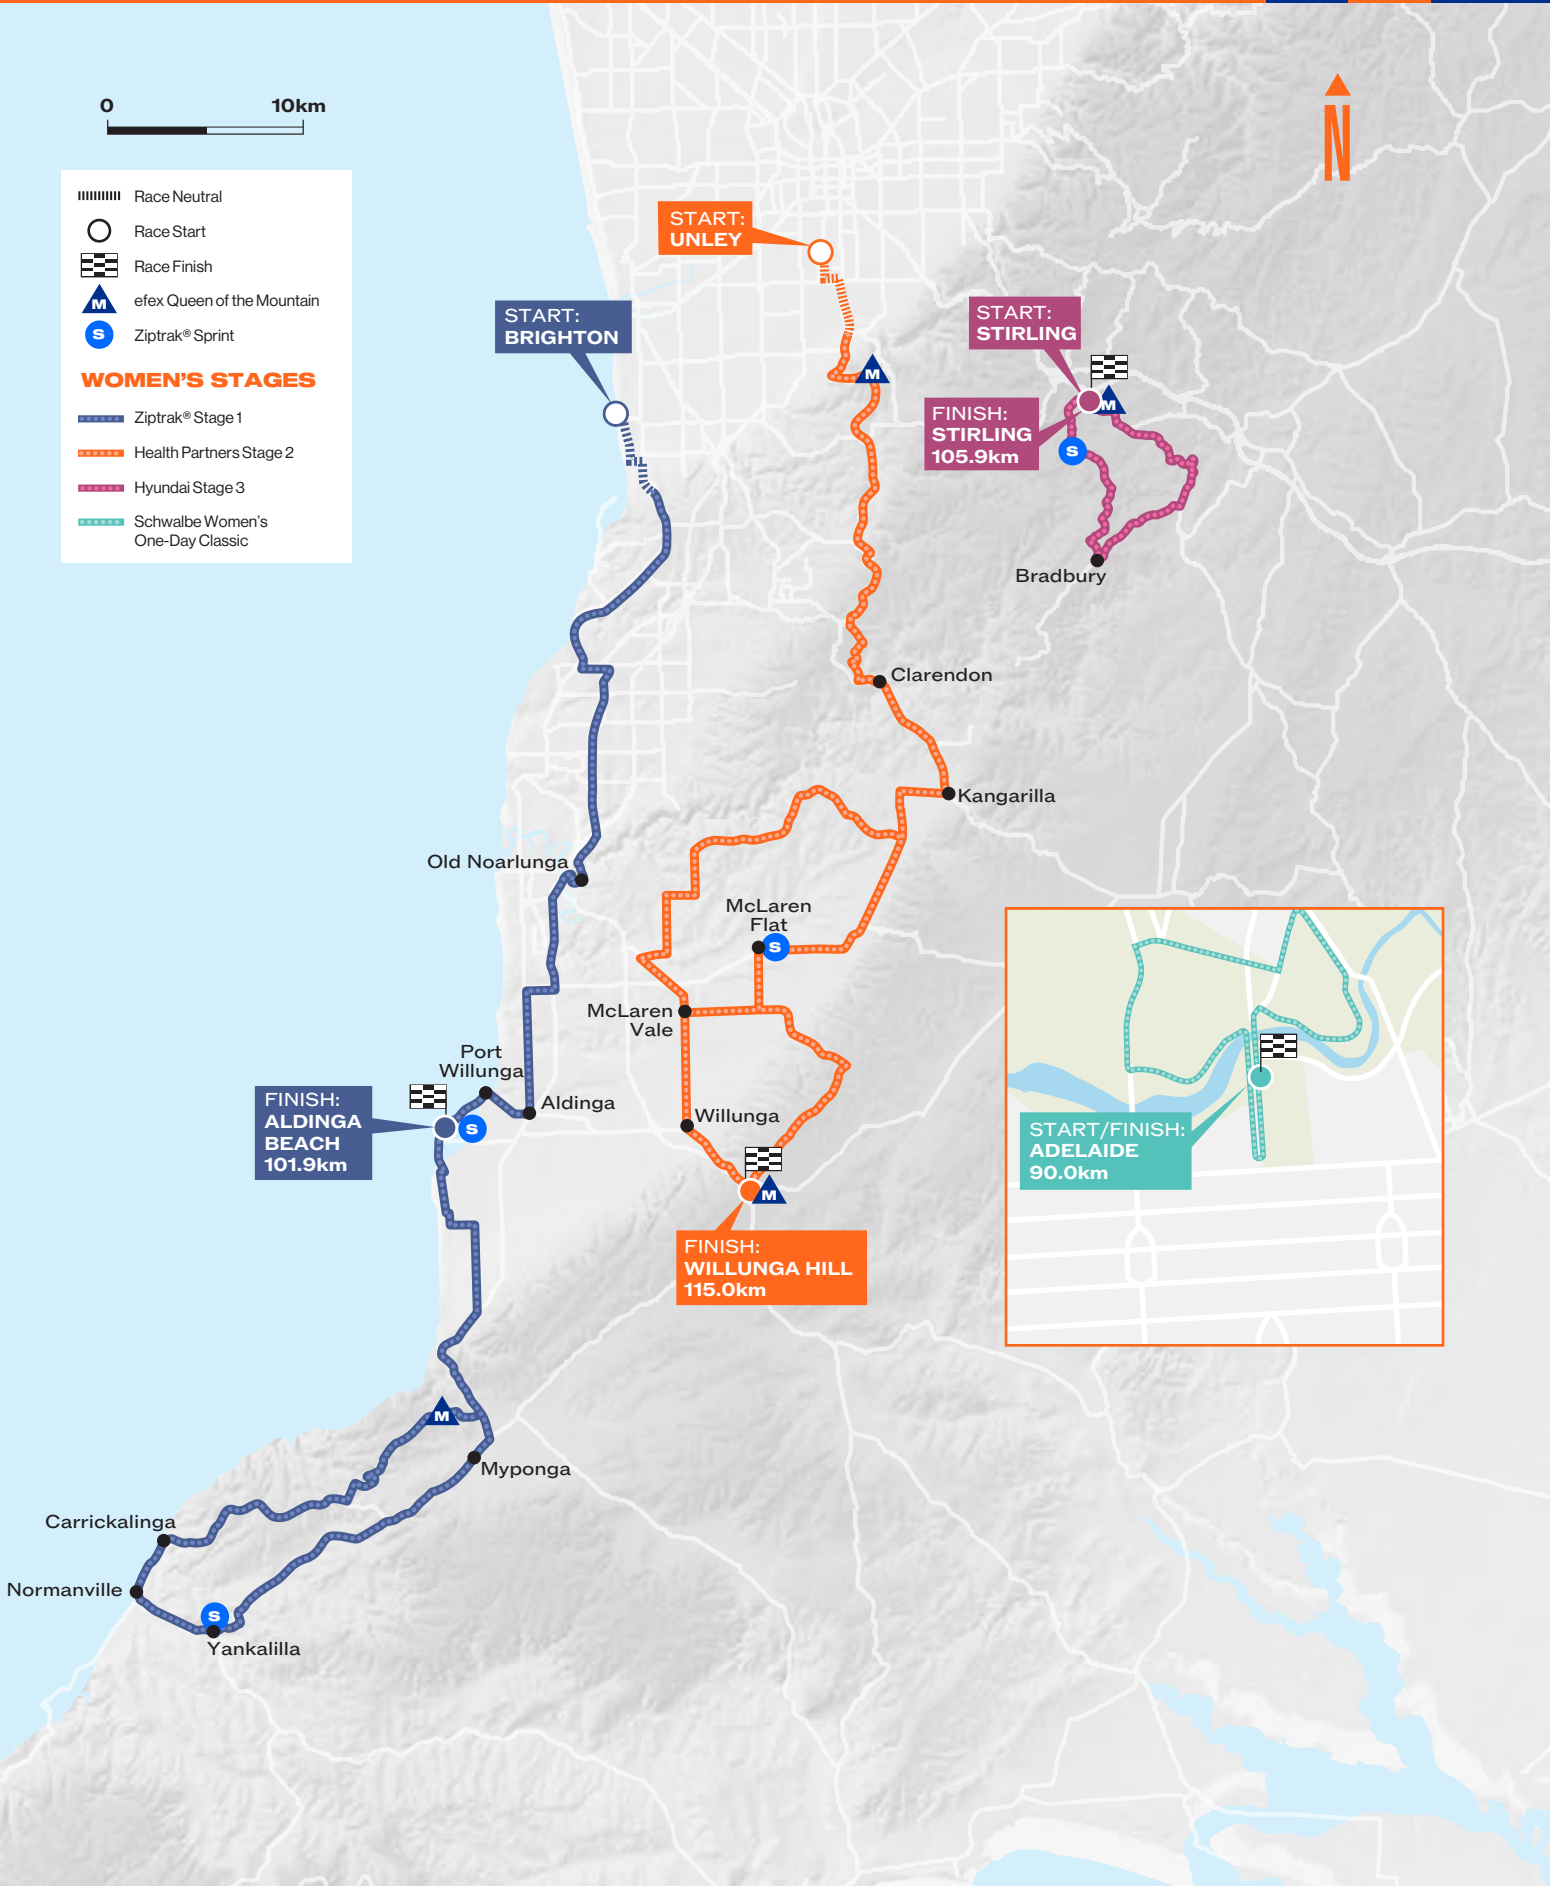 0 10km
N
Race Neutral
Race Start
Race Finish
M efex Queen of the Mountain
S Ziptrak® Sprint
WOMEN'S STAGES
Ziptrak® Stage 1
Health Partners Stage 2
Hyundai Stage 3
Schwalbe Women's
One-Day Classic
START:
UNLEY
START:
BRIGHTON
START:
STIRLING
M
M
FINISH:
STIRLING
105.9km
S
Bradbury
Clarendon
Kangarilla
Old Noarlunga
McLaren
Flat
S
McLaren
Vale
Port
Willunga
Aldinga
Willunga
FINISH:
ALDINGA
BEACH
101.9km
S
M
FINISH:
WILLUNGA HILL
115.0km
START/FINISH:
ADELAIDE
90.0km
M
Myponga
Carrickalinga
Normanville
S
Yankalilla